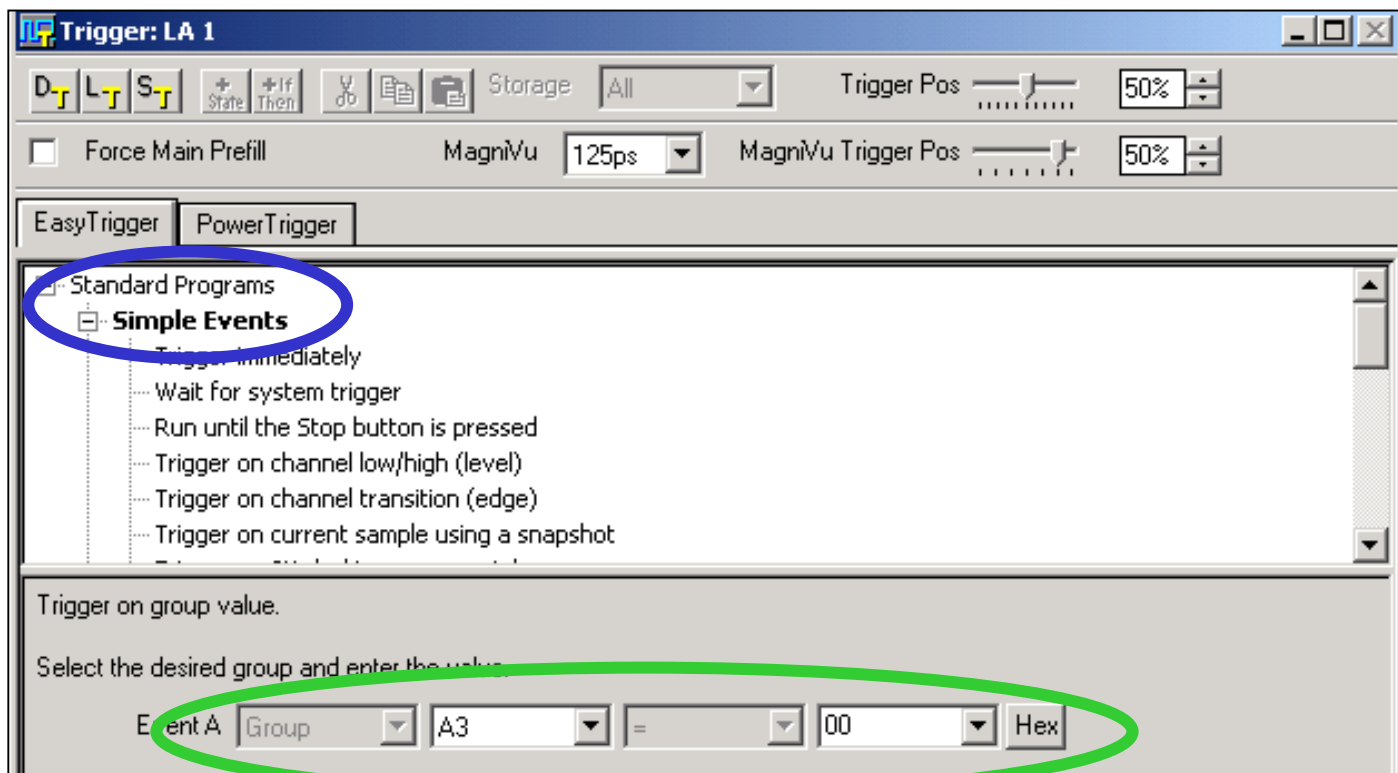 Trigger: LA 1
D T L T S T + State + If Then Storage All Trigger Pos 50%
Force Main Prefill MagniVu 125ps MagniVu Trigger Pos 50%
EasyTrigger PowerTrigger
Standard Programs
Simple Events
Trigger immediately
Wait for system trigger
Run until the Stop button is pressed
Trigger on channel low/high (level)
Trigger on channel transition (edge)
Trigger on current sample using a snapshot
Trigger on group value.
Select the desired group and enter the value.
Event A Group A3 = 00 Hex